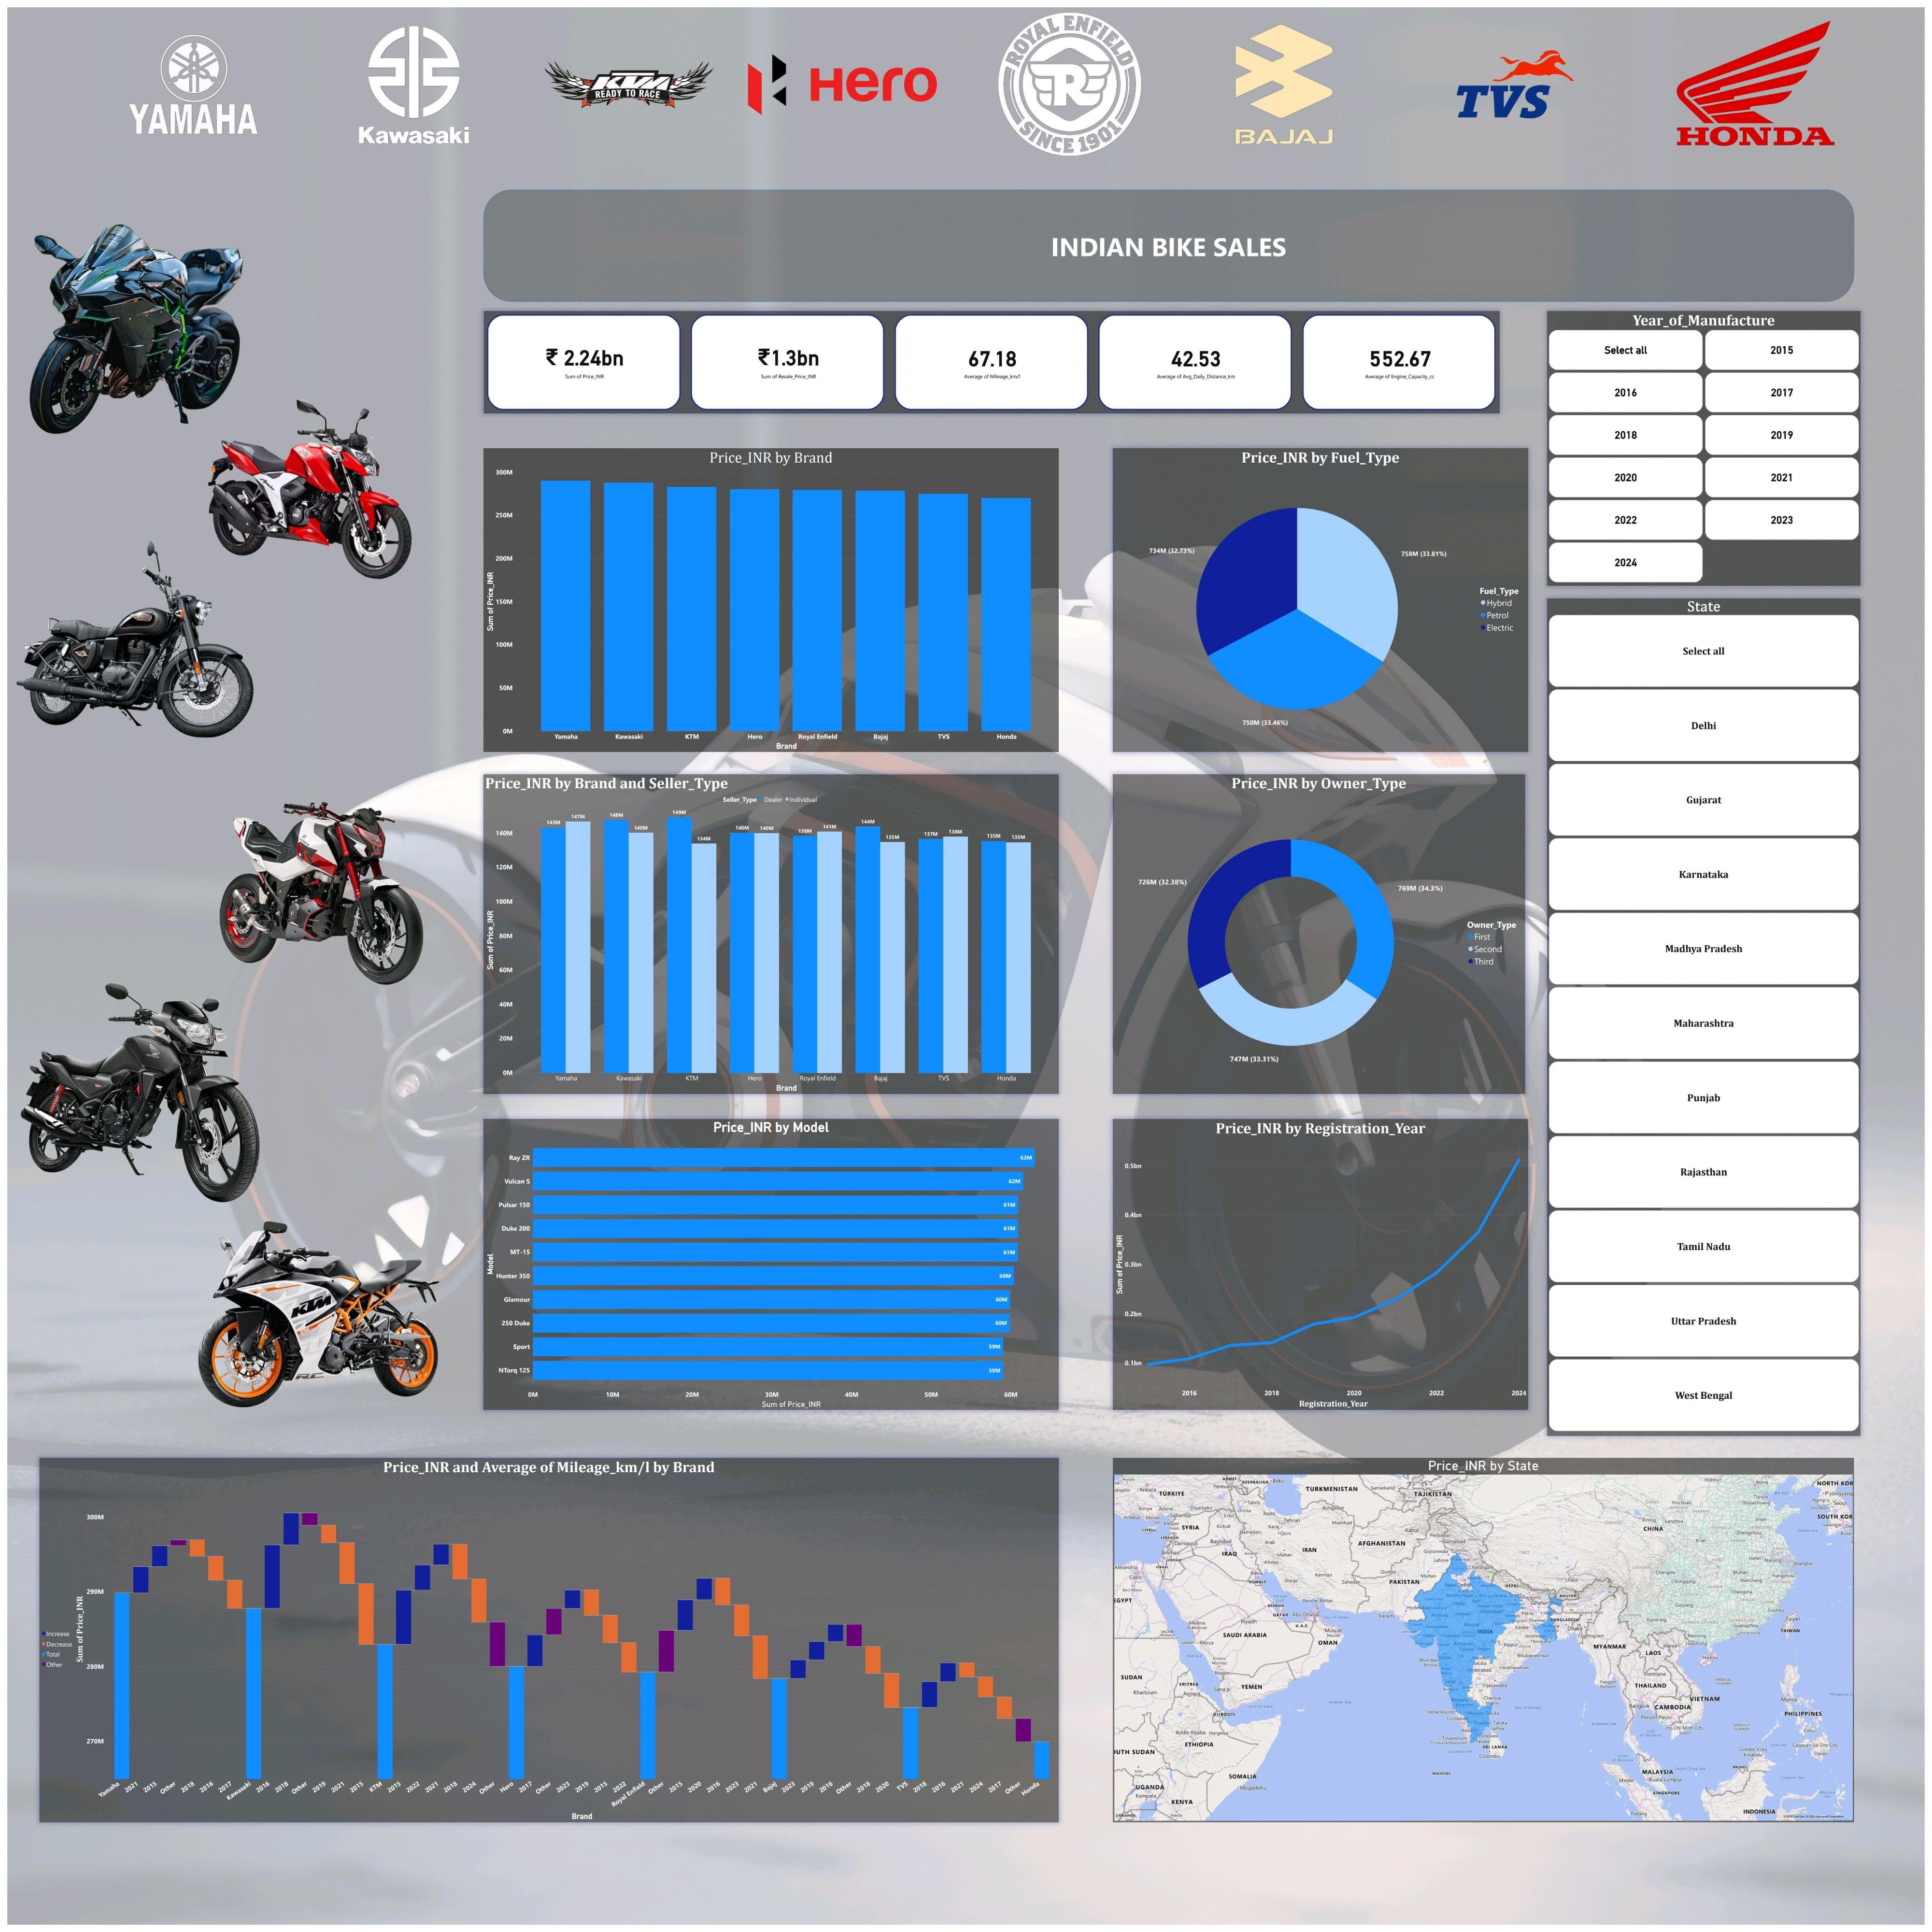 YAMAHA
Kawasaki
KTM
READY TO RACE
Hero
ROYAL ENFIELD
R
SINCE 1901
BAJAJ
TVS
HONDA
INDIAN BIKE SALES
₹ 2.24bn
Sum of Price_INR
₹1.3bn
Sum of Resale_Price_INR
67.18
Average of Mileage_km/l
42.53
Average of Avg_Daily_Distance_km
552.67
Average of Engine_Capacity_cc
Year_of_Manufacture
Select all
2015
2016
2017
2018
2019
2020
2021
2022
2023
2024
Price_INR by Brand
300M
250M
200M
150M
100M
50M
0M
Sum of Price_INR
Yamaha Kawasaki KTM Hero Royal Enfield Bajaj TVS Honda
Brand
Price_INR by Fuel_Type
734M (32.73%)
758M (33.81%)
750M (33.46%)
Fuel_Type
Hybrid
Petrol
Electric
State
Select all
Delhi
Gujarat
Karnataka
Madhya Pradesh
Maharashtra
Punjab
Rajasthan
Tamil Nadu
Uttar Pradesh
West Bengal
Price_INR by Brand and Seller_Type
Seller_Type Dealer Individual
143M 147M 148M 140M 149M 134M 140M 140M 138M 141M 144M 135M 137M 138M 135M 135M
140M
120M
100M
80M
60M
40M
20M
0M
Sum of Price_INR
Yamaha Kawasaki KTM Hero Royal Enfield Bajaj TVS Honda
Brand
Price_INR by Owner_Type
726M (32.38%)
769M (34.3%)
747M (33.31%)
Owner_Type
First
Second
Third
Price_INR by Model
Model
Ray ZR 63M
Vulcan S 62M
Pulsar 150 61M
Duke 200 61M
MT-15 61M
Hunter 350 60M
Glamour 60M
250 Duke 60M
Sport 59M
NTorq 125 59M
0M 10M 20M 30M 40M 50M 60M
Sum of Price_INR
Price_INR by Registration_Year
0.5bn
0.4bn
0.3bn
0.2bn
0.1bn
Sum of Price_INR
2016 2018 2020 2022 2024
Registration_Year
KTM
Price_INR and Average of Mileage_km/l by Brand
300M
290M
280M
270M
Sum of Price_INR
Increase
Decrease
Total
Other
Yamaha 2021 2015 Other 2018 2016 2017 Kawasaki 2016 2018 Other 2019 2021 2015 KTM 2015 2022 2021 2018 2024 Other Hero 2017 Other 2023 2019 2015 2022 Royal Enfield Other 2015 2020 2016 2023 2021 Bajaj 2023 2019 2016 Other 2018 2020 TVS 2018 2016 2021 2024 2017 Other Honda
Brand
Price_INR by State
TÜRKIYE
TURKMENISTAN
TAJIKISTAN
NORTH KOR
SOUTH KOR
SYRIA
IRAQ
IRAN
AFGHANISTAN
CHINA
PAKISTAN
NEPAL
EGYPT
SAUDI ARABIA
OMAN
INDIA
BANGLADESH
MYANMAR
TAIWAN
LAOS
SUDAN
YEMEN
THAILAND
VIETNAM
CAMBODIA
PHILIPPINES
ERITREA
DJIBOUTI
ETHIOPIA
SRI LANKA
UTH SUDAN
SOMALIA
MALAYSIA
SINGAPORE
UGANDA
KENYA
INDONESIA